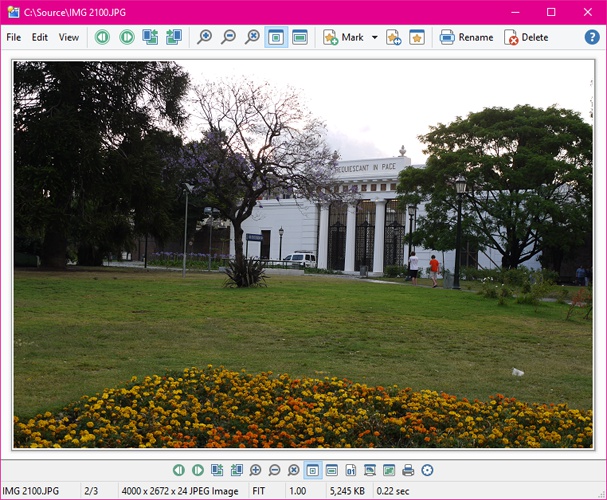 C:\Source\IMG 2100.JPG
File Edit View Mark Rename Delete ?
REQUIESCANT IN PACE
IMG 2100.JPG 2/3 4000 x 2672 x 24 JPEG Image FIT 1.00 5,245 KB 0.22 sec